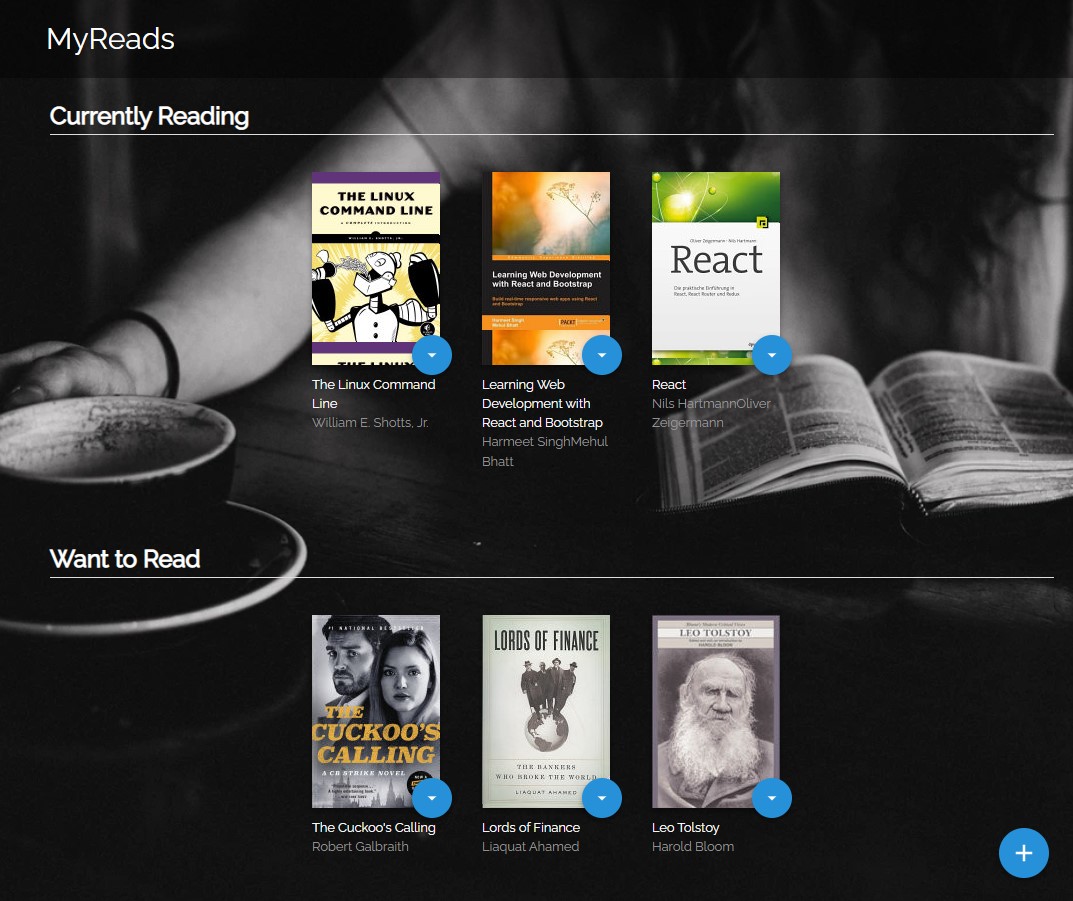 MyReads
Currently Reading
THE LINUX
COMMAND LINE
A COMPLETE INTRODUCTION
WILLIAM E. SHOTTS, JR.
THE LINUX
The Linux Command
Line
William E. Shotts, Jr.
Learning Web Development
with React and Bootstrap
Build real-time responsive web apps using React
and Bootstrap
Harmeet Singh
Mehul Bhatt
PACKT
Learning Web
Development with
React and Bootstrap
Harmeet SinghMehul
Bhatt
Oliver Zeigermann · Nils Hartmann
React
Die praktische Einführung in
React, React Router und Redux
React
Nils HartmannOliver
Zeigermann
Want to Read
#1 NATIONAL BESTSELLER
THE
CUCKOO'S
CALLING
A CB STRIKE NOVEL
The Cuckoo's Calling
Robert Galbraith
LORDS OF FINANCE
THE BANKERS
WHO BROKE THE WORLD
LIAQUAT AHAMED
Lords of Finance
Liaquat Ahamed
Bloom's Modern Critical Views
LEO TOLSTOY
HAROLD BLOOM
Leo Tolstoy
Harold Bloom